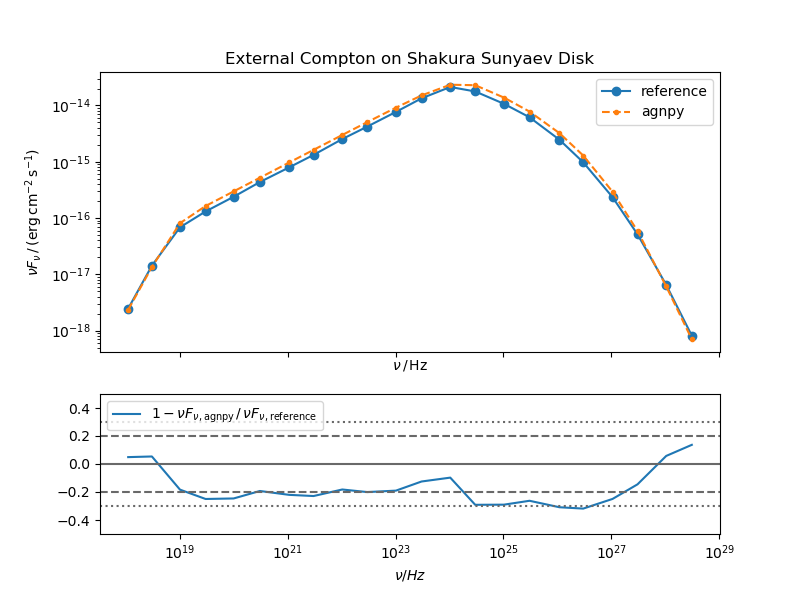 External Compton on Shakura Sunyaev Disk
νFν / (erg cm⁻² s⁻¹)
10⁻¹⁴
10⁻¹⁵
10⁻¹⁶
10⁻¹⁷
10⁻¹⁸
reference
agnpy
ν / Hz
0.4
0.2
0.0
−0.2
−0.4
1 − νFν, agnpy / νFν, reference
10¹⁹ 10²¹ 10²³ 10²⁵ 10²⁷ 10²⁹
ν/Hz